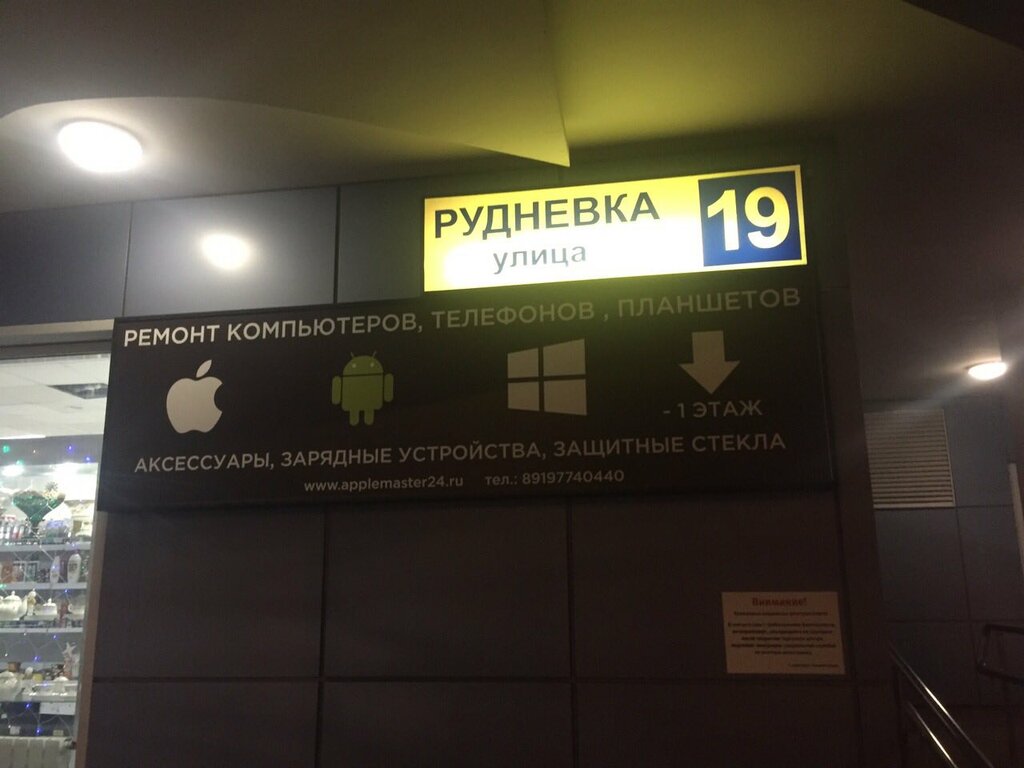 РУДНЕВКА
улица
19
РЕМОНТ КОМПЬЮТЕРОВ, ТЕЛЕФОНОВ , ПЛАНШЕТОВ
- 1 ЭТАЖ
АКСЕССУАРЫ, ЗАРЯДНЫЕ УСТРОЙСТВА, ЗАЩИТНЫЕ СТЕКЛА
www.applemaster24.ru тел.: 89197740440
Внимание!